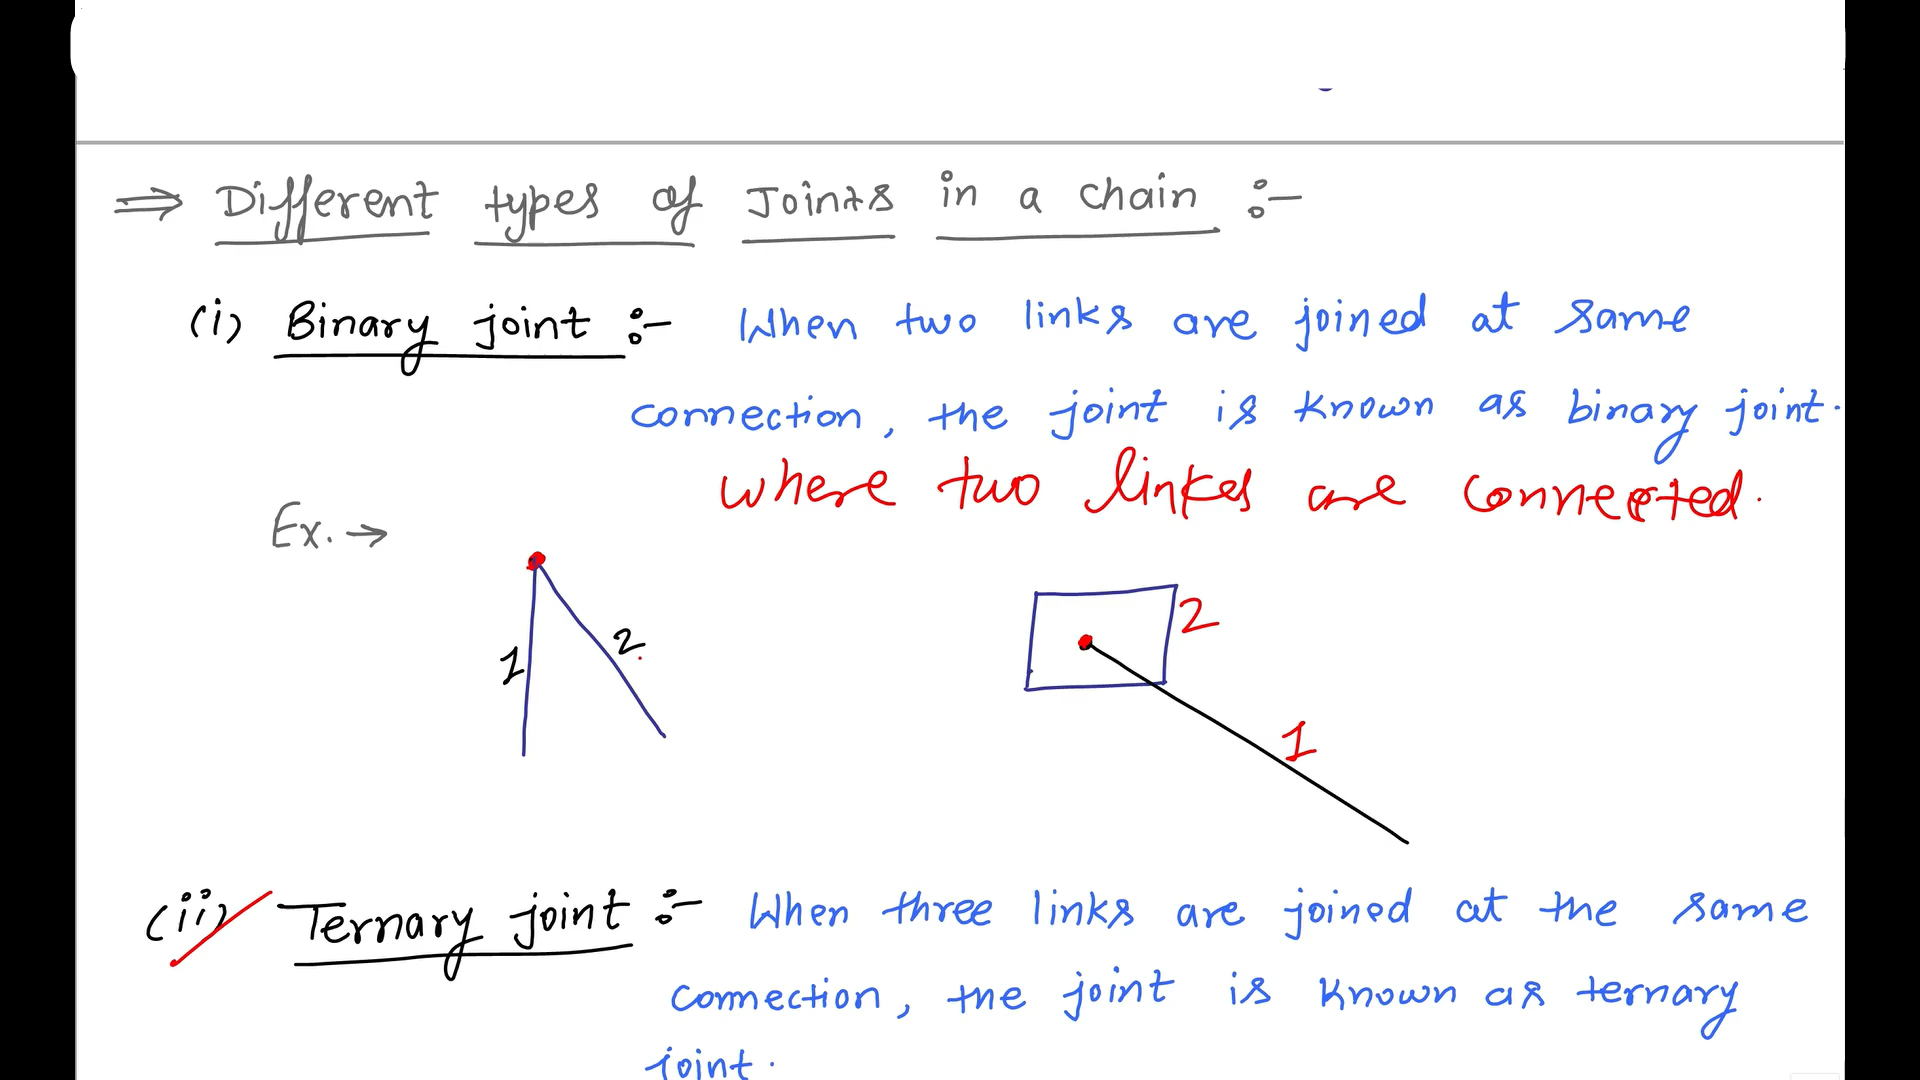 ⇒ Different types of Joints in a chain :-
(i) Binary joint :- When two links are joined at same
connection, the joint is known as binary joint.
where two links are connected.
Ex. →
1 2
2
1
(ii) Ternary joint :- When three links are joined at the same
connection, the joint is known as ternary
joint.